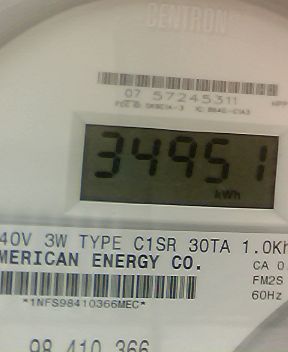 CENTRON
07 57245311
34951
kWh
40V 3W TYPE C1SR 30TA 1.0Kh
MERICAN ENERGY CO. CA 0.
FM2S
60Hz
*1NFS98410366MEC*
98 410 366